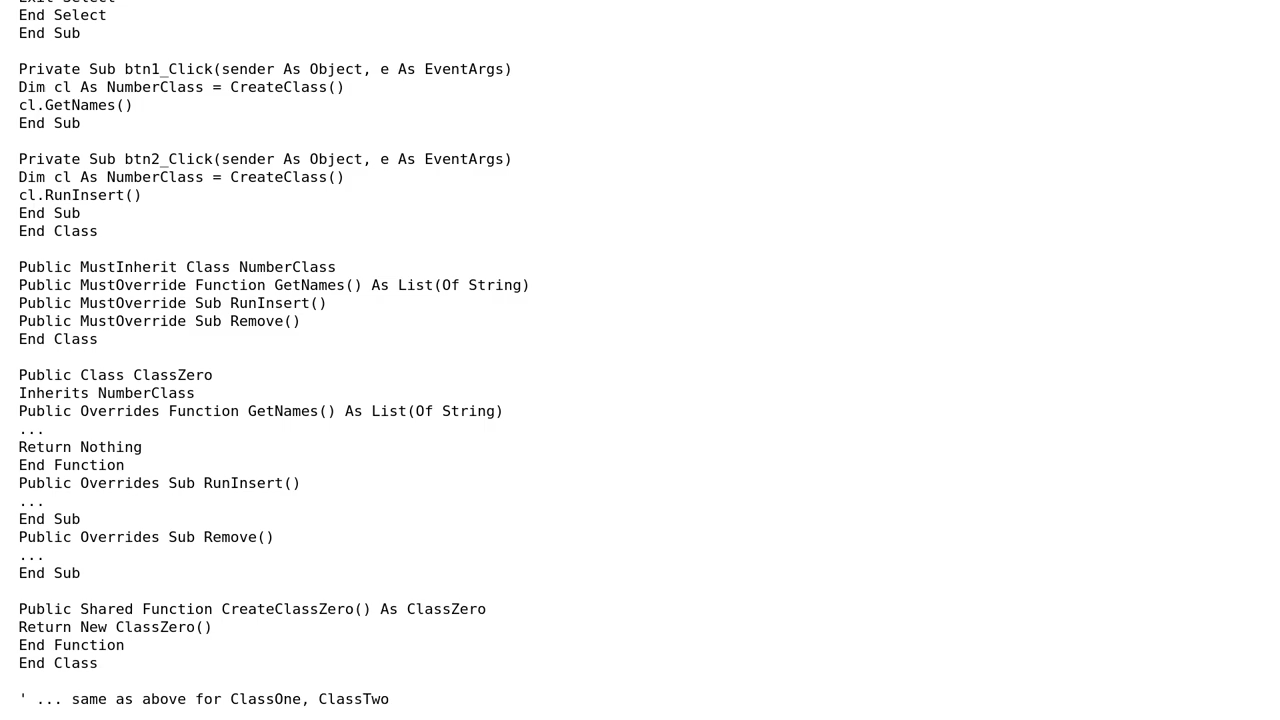 Exit Select
End Select
End Sub
Private Sub btn1_Click(sender As Object, e As EventArgs)
Dim cl As NumberClass = CreateClass()
cl.GetNames()
End Sub
Private Sub btn2_Click(sender As Object, e As EventArgs)
Dim cl As NumberClass = CreateClass()
cl.RunInsert()
End Sub
End Class
Public MustInherit Class NumberClass
Public MustOverride Function GetNames() As List(Of String)
Public MustOverride Sub RunInsert()
Public MustOverride Sub Remove()
End Class
Public Class ClassZero
Inherits NumberClass
Public Overrides Function GetNames() As List(Of String)
...
Return Nothing
End Function
Public Overrides Sub RunInsert()
...
End Sub
Public Overrides Sub Remove()
...
End Sub
Public Shared Function CreateClassZero() As ClassZero
Return New ClassZero()
End Function
End Class
' ... same as above for ClassOne, ClassTwo